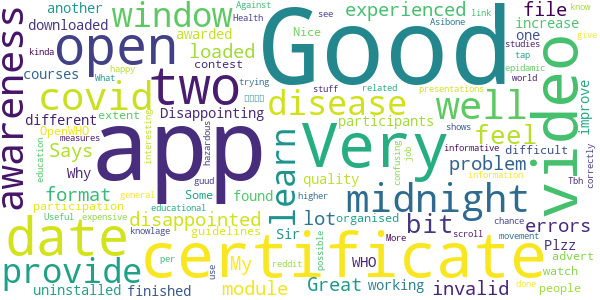 another
downloaded
window
experienced
file
increase
one
Against
Health
Nice
see
Asibone
link
know
kinda
happy
What
trying
stuff
related
studies
tap
epidamic
world
give
presentations
awareness
open
Good
awarded
loaded
contest
courses
two
covid
disease
well
video
improve
different
Disappointing
participants
OpenWHO
extent
measures
interesting
hazardous
Says
Why
education
some
guud
learn
Very
feel
app
informative
shows
correctly
confusing
job
information
problem
difficult
Tbh
format
found
quality
midnight
general
higher
participation
educational
Useful
expensive
disappointed
lot
organised
bit
errors
knowlage
guidelines
Sir
possible
More
scroll
chance
movement
Plzz
date
certificate
provide
My
WHO
advert
per
reddit
working
invalid
watch
done
uninstalled
finished
module
use
Great
people